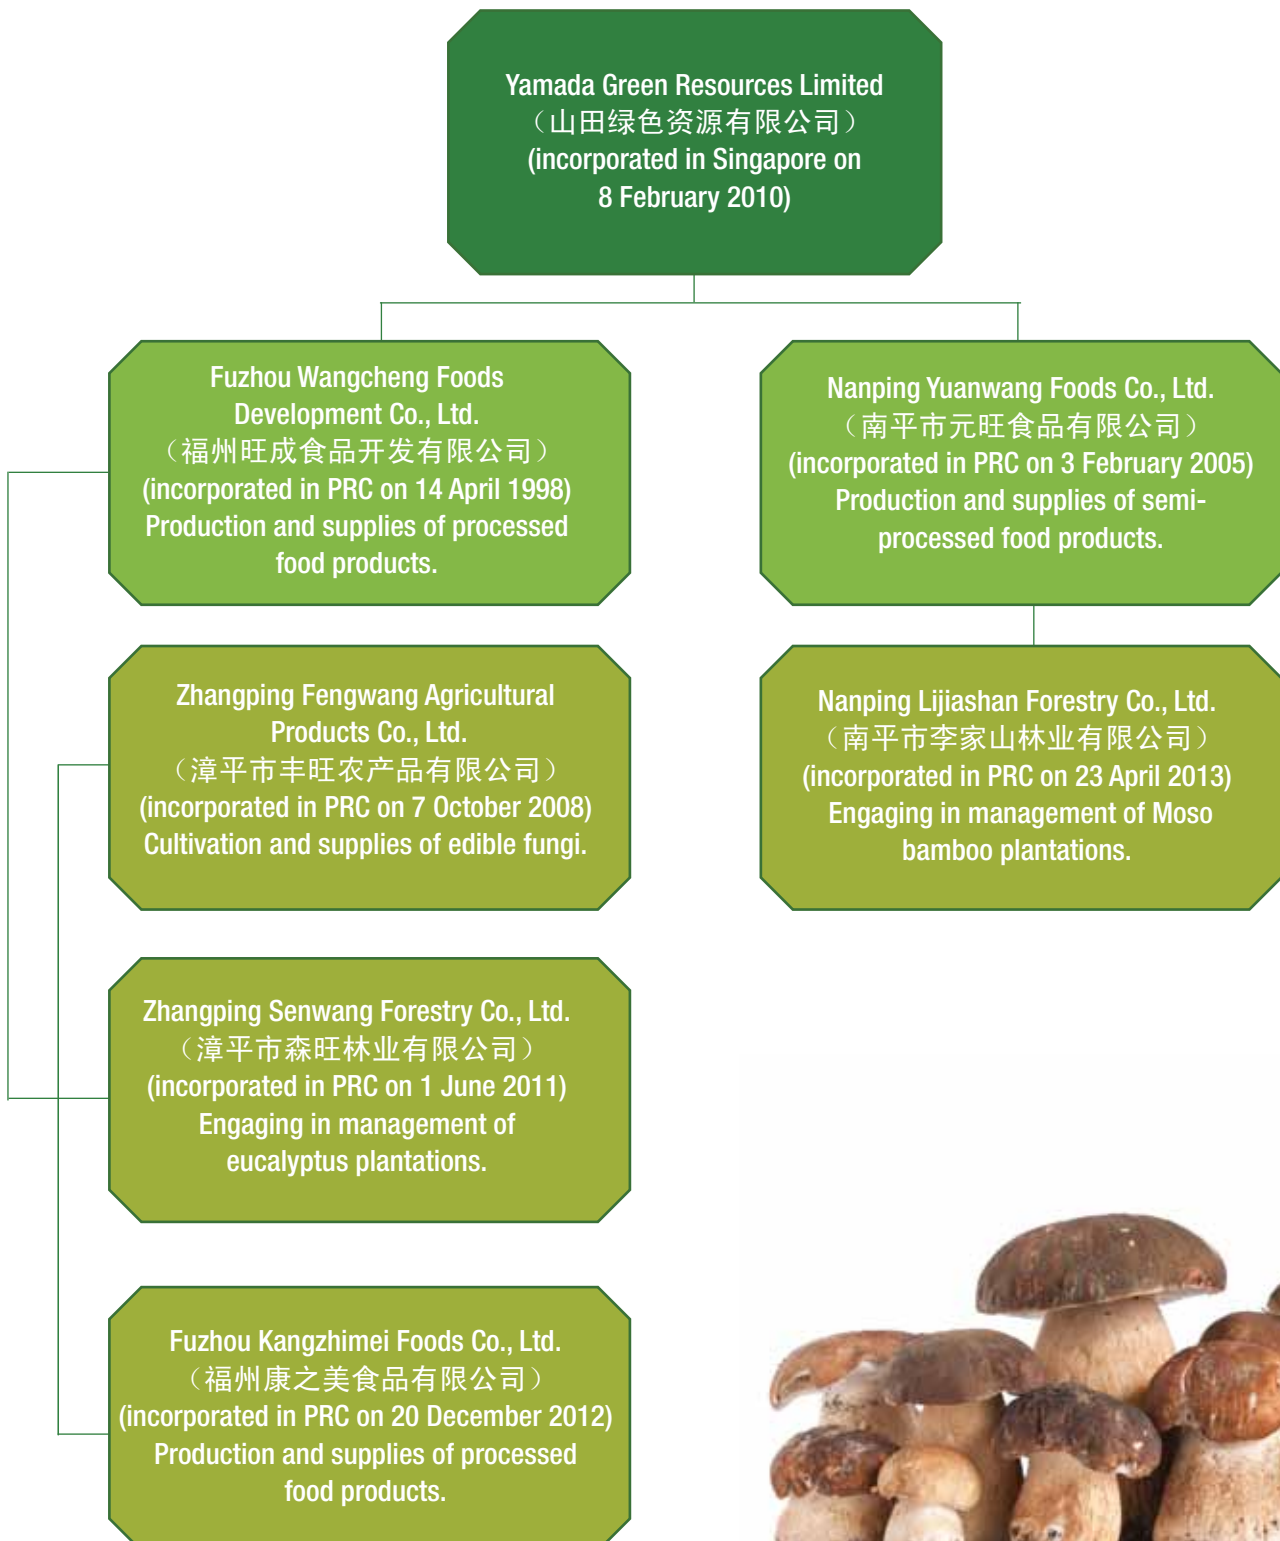 Yamada Green Resources Limited
（山田绿色资源有限公司）
(incorporated in Singapore on
8 February 2010)
Fuzhou Wangcheng Foods
Development Co., Ltd.
（福州旺成食品开发有限公司）
(incorporated in PRC on 14 April 1998)
Production and supplies of processed
food products.
Nanping Yuanwang Foods Co., Ltd.
（南平市元旺食品有限公司）
(incorporated in PRC on 3 February 2005)
Production and supplies of semi-
processed food products.
Zhangping Fengwang Agricultural
Products Co., Ltd.
（漳平市丰旺农产品有限公司）
(incorporated in PRC on 7 October 2008)
Cultivation and supplies of edible fungi.
Nanping Lijiashan Forestry Co., Ltd.
（南平市李家山林业有限公司）
(incorporated in PRC on 23 April 2013)
Engaging in management of Moso
bamboo plantations.
Zhangping Senwang Forestry Co., Ltd.
（漳平市森旺林业有限公司）
(incorporated in PRC on 1 June 2011)
Engaging in management of
eucalyptus plantations.
Fuzhou Kangzhimei Foods Co., Ltd.
（福州康之美食品有限公司）
(incorporated in PRC on 20 December 2012)
Production and supplies of processed
food products.